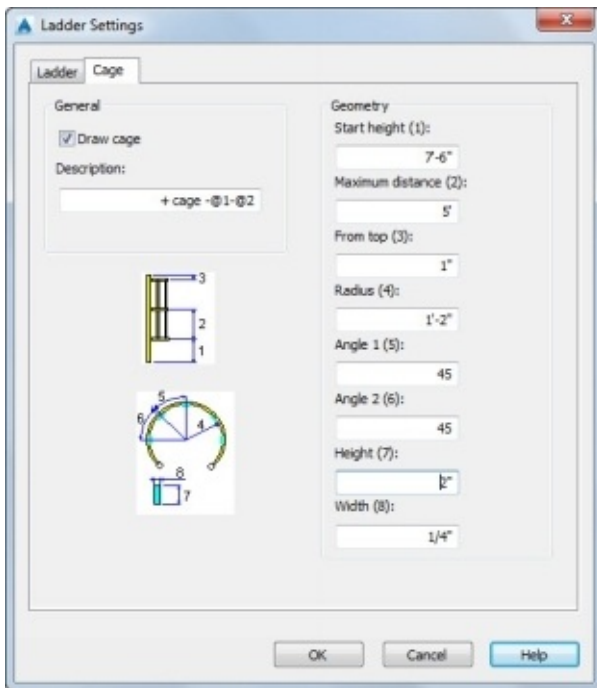 Ladder Settings
Ladder
Cage
General
Draw cage
Description:
+ cage -@1-@2
3
2
1
5
6
4
8
7
Geometry
Start height (1):
7'-6"
Maximum distance (2):
5'
From top (3):
1"
Radius (4):
1'-2"
Angle 1 (5):
45
Angle 2 (6):
45
Height (7):
2"
Width (8):
1/4"
OK
Cancel
Help